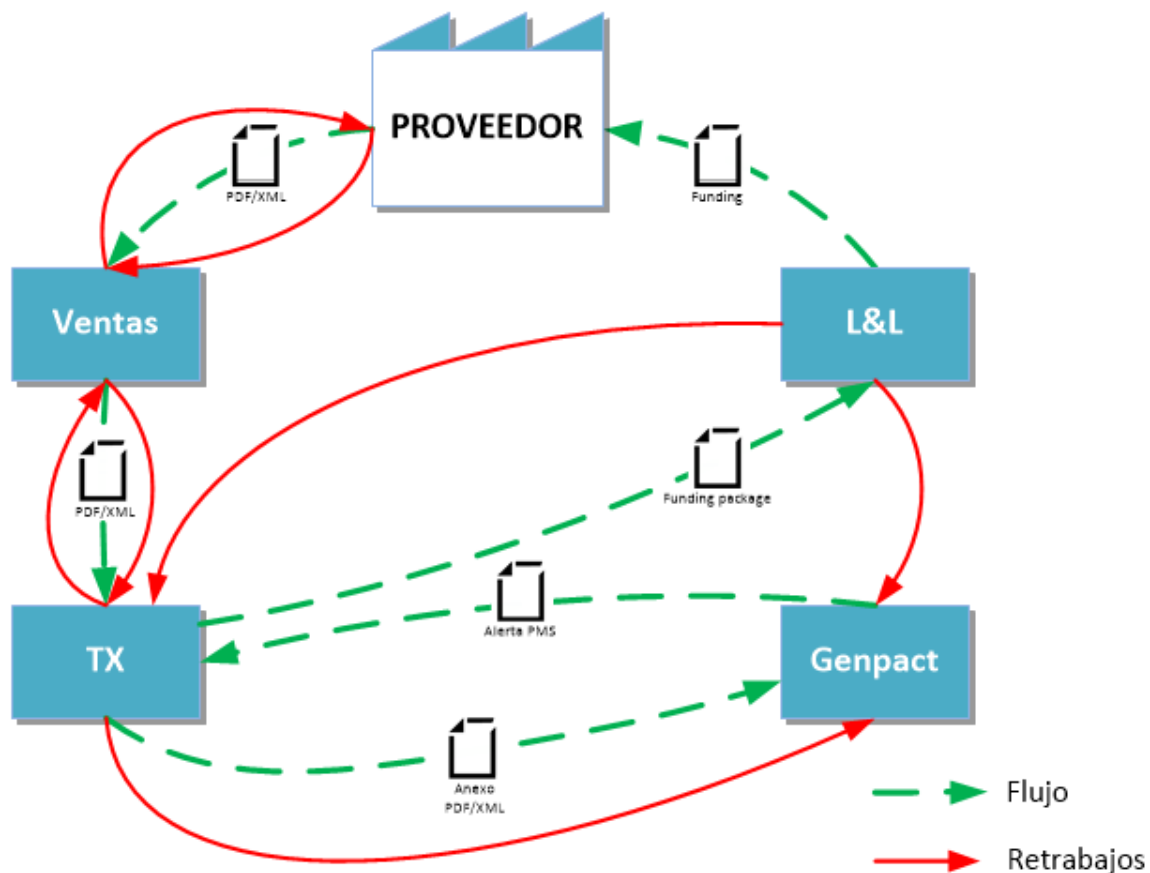 PROVEEDOR
PDF/XML
Funding
Ventas
L&L
PDF/XML
Funding package
Alerta PMS
TX
Genpact
Anexo
PDF/XML
Flujo
Retrabajos